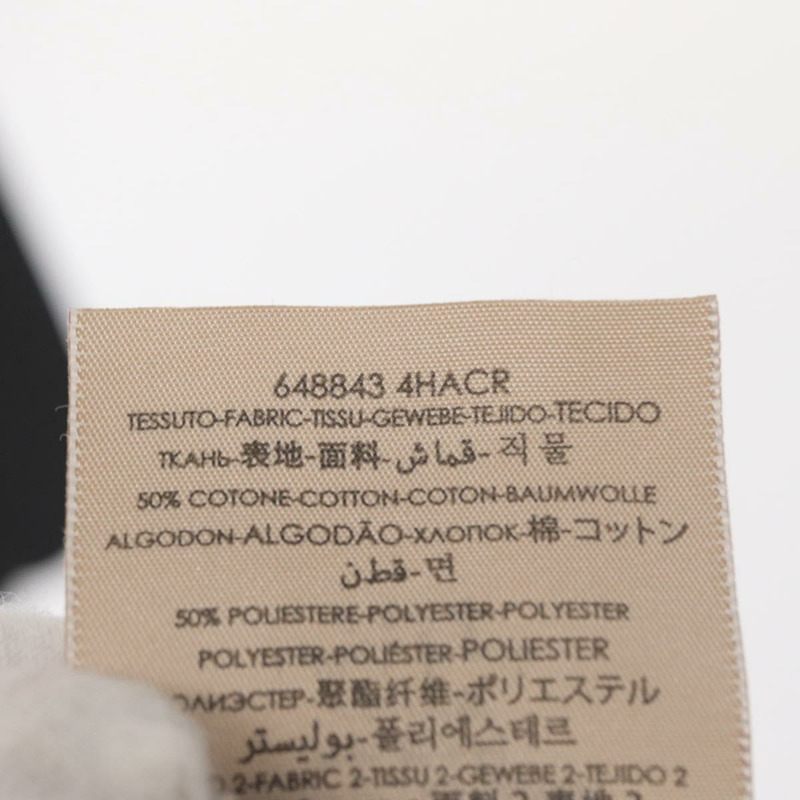 648843 4HACR
TESSUTO-FABRIC-TISSU-GEWEBE-TEJIDO-TECIDO
ТКАНЬ-表地-面料-قماش-직물
50% COTONE-COTTON-COTON-BAUMWOLLE
ALGODON-ALGODÃO-ХЛОПОК-棉-コットン
قطن-면
50% POLIESTERE-POLYESTER-POLYESTER
POLYESTER-POLIÉSTER-POLIESTER
ОЛИЭСТЕР-聚酯纤维-ポリエステル
بوليستر-폴리에스테르
2-FABRIC 2-TISSU 2-GEWEBE 2-TEJIDO 2